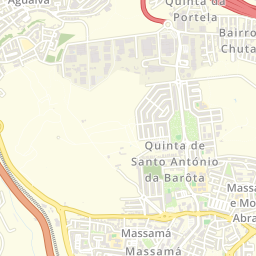 Agualva
Quinta da
Portela
Bairro
Chuta
Quinta de
Santo António
da Barôta
Massa
e Mo
Abra
Massamá
Massamá